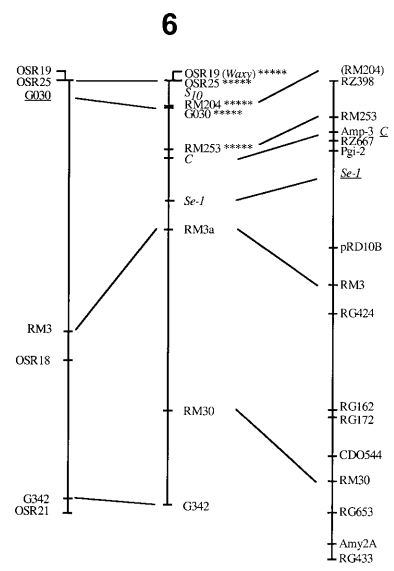 6
OSR19
OSR25
G030
RM3
OSR18
G342
OSR21
OSR19 (Waxy) *****
OSR25 *****
S10
RM204 *****
G030 *****
RM253 *****
C
Se-1
RM3a
RM30
G342
(RM204)
RZ398
RM253
Amp-3 C
RZ667
Pgi-2
Se-1
pRD10B
RM3
RG424
RG162
RG172
CDO544
RM30
RG653
Amy2A
RG433